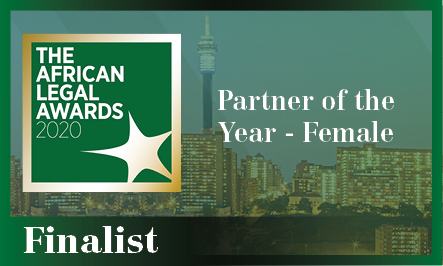 THE
AFRICAN
LEGAL
AWARDS
2020
Partner of the
Year - Female
Finalist